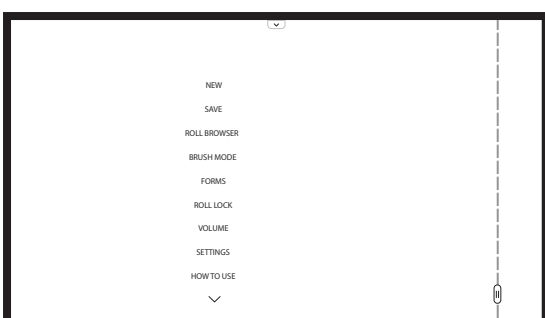 NEW
SAVE
ROLL BROWSER
BRUSH MODE
FORMS
ROLL LOCK
VOLUME
SETTINGS
HOW TO USE